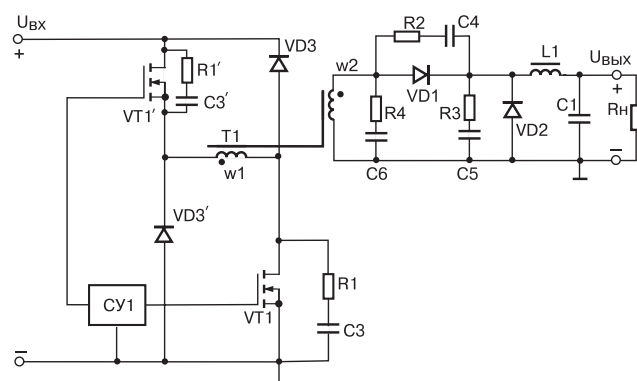 UВХ
+
VT1′
R1′
C3′
VD3
T1
w1
w2
R2
C4
VD1
R4
R3
C6
C5
VD2
L1
C1
UВЫХ
+
RН
−
VD3′
СУ1
VT1
R1
C3
−